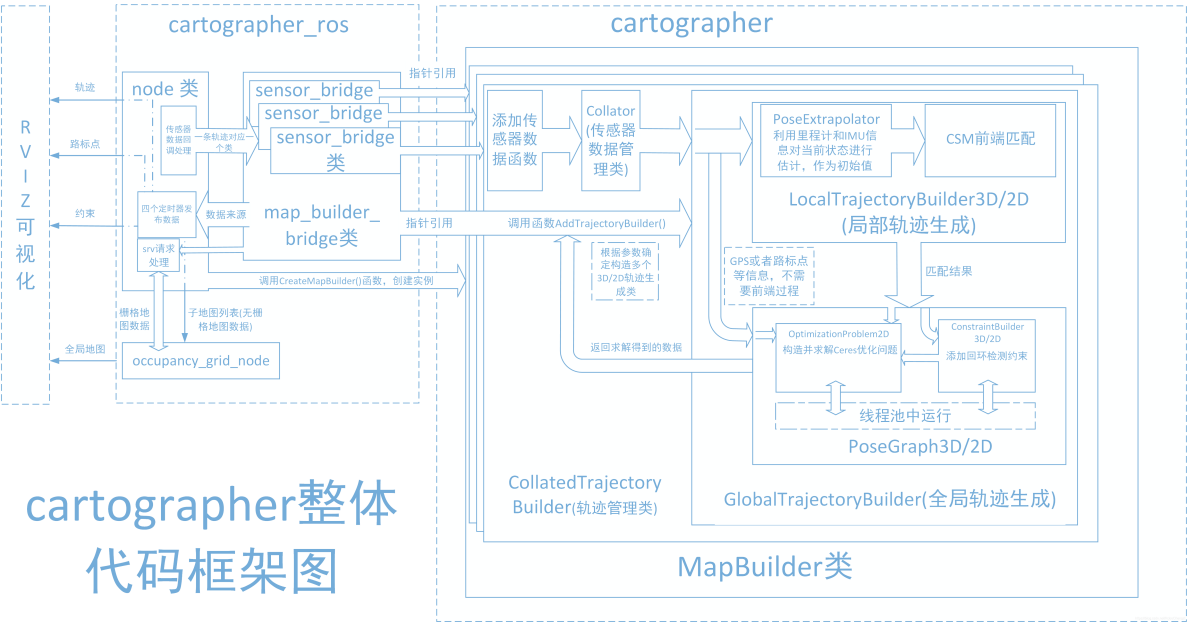 cartographer_ros
cartographer
R
V
I
Z
可
视
化
轨迹
路标点
约束
全局地图
node 类
传感器
数据回
调处理
一条轨迹对应一
个类
sensor_bridge
sensor_bridge
sensor_bridge
类
四个定时器发
布数据
数据来源
map_builder_
bridge类
srv请求
处理
调用CreateMapBuilder()函数，创建实例
栅格地
图数据
子地图列表(无栅
格地图数据)
occupancy_grid_node
指针引用
指针引用
添加传
感器数
据函数
Collator
(传感器
数据管
理类)
PoseExtrapolator
利用里程计和IMU信
息对当前状态进行
估计，作为初始值
CSM前端匹配
LocalTrajectoryBuilder3D/2D
(局部轨迹生成)
调用函数AddTrajectoryBuilder()
根据参数确
定构造多个
3D/2D轨迹生
成类
GPS或者路标点
等信息，不需
要前端过程
匹配结果
返回求解得到的数据
OptimizationProblem2D
构造并求解Ceres优化问题
ConstraintBuilder
3D/2D
添加回环检测约束
线程池中运行
PoseGraph3D/2D
CollatedTrajectory
Builder(轨迹管理类)
GlobalTrajectoryBuilder(全局轨迹生成)
MapBuilder类
cartographer整体
代码框架图